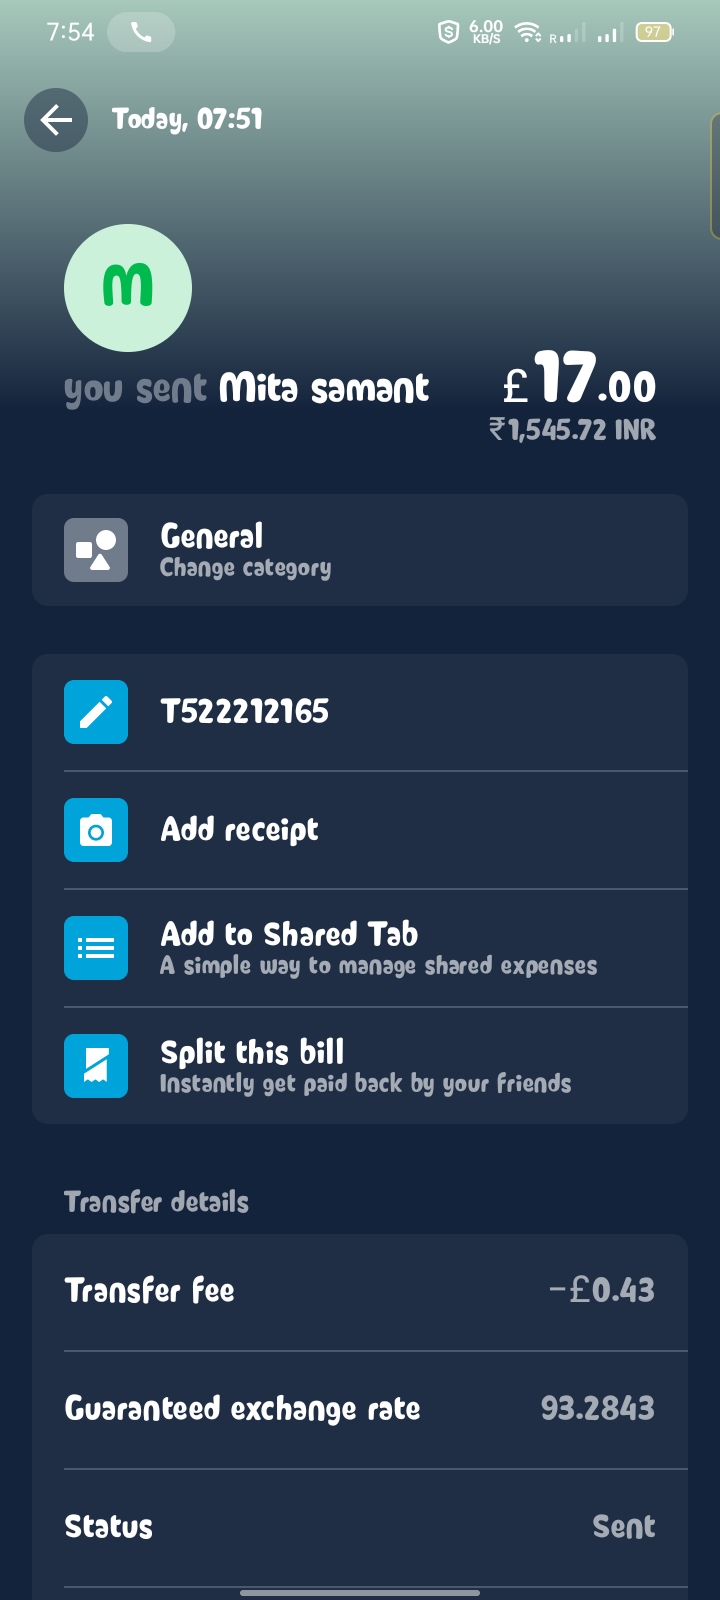 7:54
6.00
KB/S
R
97
Today, 07:51
M
you sent Mita samant
£17.00
₹1,545.72 INR
General
Change category
T522212165
Add receipt
Add to Shared Tab
A simple way to manage shared expenses
Split this bill
Instantly get paid back by your friends
Transfer details
Transfer fee
-£0.43
Guaranteed exchange rate
93.2843
Status
Sent